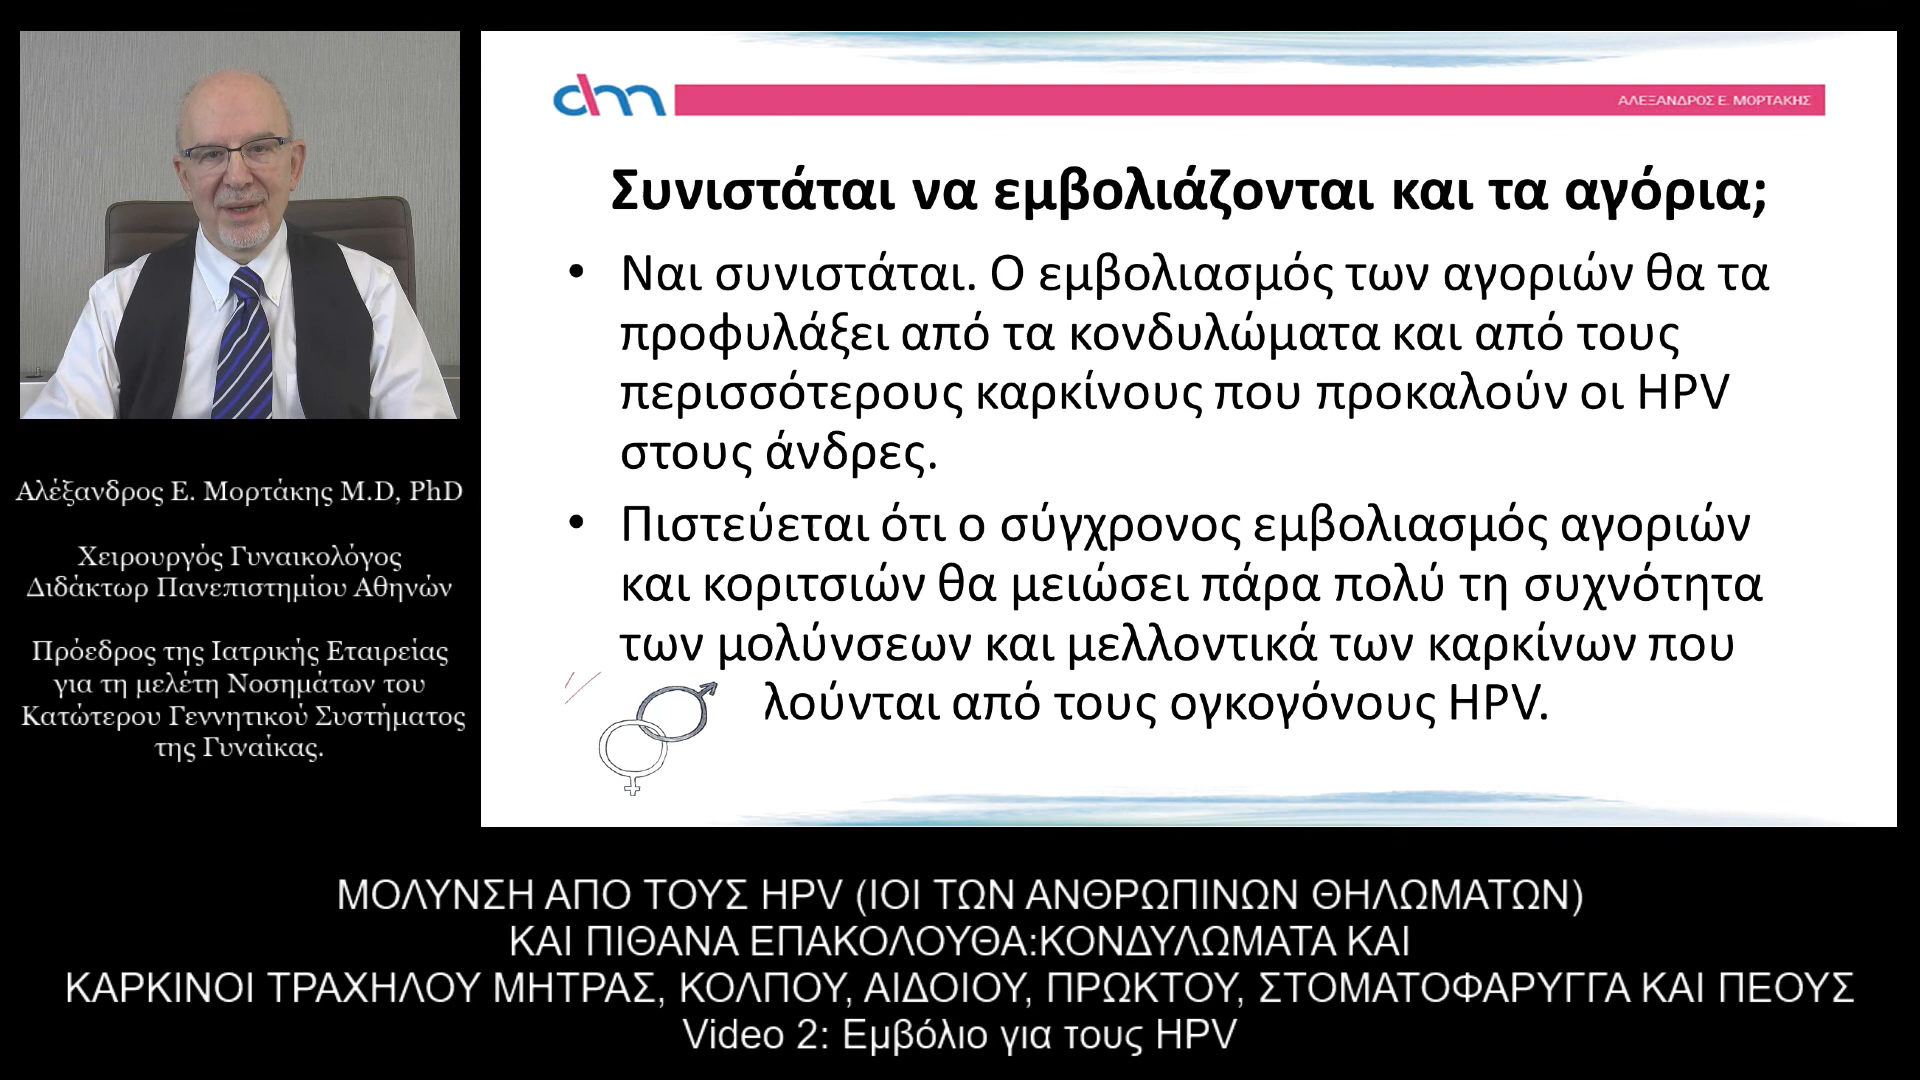 Αλέξανδρος Ε. Μορτάκης M.D, PhD
Χειρουργός Γυναικολόγος
Διδάκτωρ Πανεπιστημίου Αθηνών
Πρόεδρος της Ιατρικής Εταιρείας
για τη μελέτη Νοσημάτων του
Κατώτερου Γεννητικού Συστήματος
της Γυναίκας.
dm
ΑΛΕΞΑΝΔΡΟΣ Ε. ΜΟΡΤΑΚΗΣ
Συνιστάται να εμβολιάζονται και τα αγόρια;
• Ναι συνιστάται. Ο εμβολιασμός των αγοριών θα τα
προφυλάξει από τα κονδυλώματα και από τους
περισσότερους καρκίνους που προκαλούν οι HPV
στους άνδρες.
• Πιστεύεται ότι ο σύγχρονος εμβολιασμός αγοριών
και κοριτσιών θα μειώσει πάρα πολύ τη συχνότητα
των μολύνσεων και μελλοντικά των καρκίνων που
λούνται από τους ογκογόνους HPV.
ΜΟΛΥΝΣΗ ΑΠΟ ΤΟΥΣ HPV (ΙΟΙ ΤΩΝ ΑΝΘΡΩΠΙΝΩΝ ΘΗΛΩΜΑΤΩΝ)
ΚΑΙ ΠΙΘΑΝΑ ΕΠΑΚΟΛΟΥΘΑ:ΚΟΝΔΥΛΩΜΑΤΑ ΚΑΙ
ΚΑΡΚΙΝΟΙ ΤΡΑΧΗΛΟΥ ΜΗΤΡΑΣ, ΚΟΛΠΟΥ, ΑΙΔΟΙΟΥ, ΠΡΩΚΤΟΥ, ΣΤΟΜΑΤΟΦΑΡΥΓΓΑ ΚΑΙ ΠΕΟΥΣ
Video 2: Εμβόλιο για τους HPV